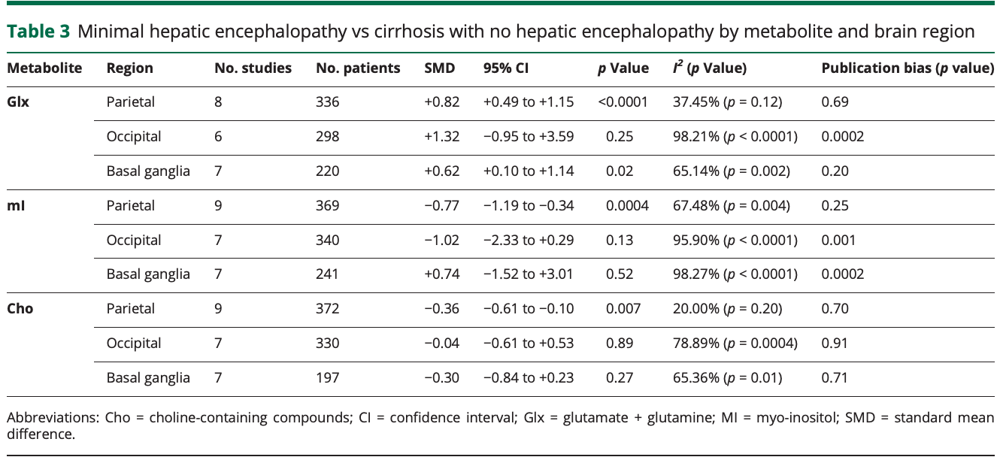 Table 3 Minimal hepatic encephalopathy vs cirrhosis with no hepatic encephalopathy by metabolite and brain region
Metabolite Region No. studies No. patients SMD 95% CI p Value I² (p Value) Publication bias (p value)
Glx Parietal 8 336 +0.82 +0.49 to +1.15 <0.0001 37.45% (p = 0.12) 0.69
Occipital 6 298 +1.32 −0.95 to +3.59 0.25 98.21% (p < 0.0001) 0.0002
Basal ganglia 7 220 +0.62 +0.10 to +1.14 0.02 65.14% (p = 0.002) 0.20
mI Parietal 9 369 −0.77 −1.19 to −0.34 0.0004 67.48% (p = 0.004) 0.25
Occipital 7 340 −1.02 −2.33 to +0.29 0.13 95.90% (p < 0.0001) 0.001
Basal ganglia 7 241 +0.74 −1.52 to +3.01 0.52 98.27% (p < 0.0001) 0.0002
Cho Parietal 9 372 −0.36 −0.61 to −0.10 0.007 20.00% (p = 0.20) 0.70
Occipital 7 330 −0.04 −0.61 to +0.53 0.89 78.89% (p = 0.0004) 0.91
Basal ganglia 7 197 −0.30 −0.84 to +0.23 0.27 65.36% (p = 0.01) 0.71
Abbreviations: Cho = choline-containing compounds; CI = confidence interval; Glx = glutamate + glutamine; MI = myo-inositol; SMD = standard mean
difference.